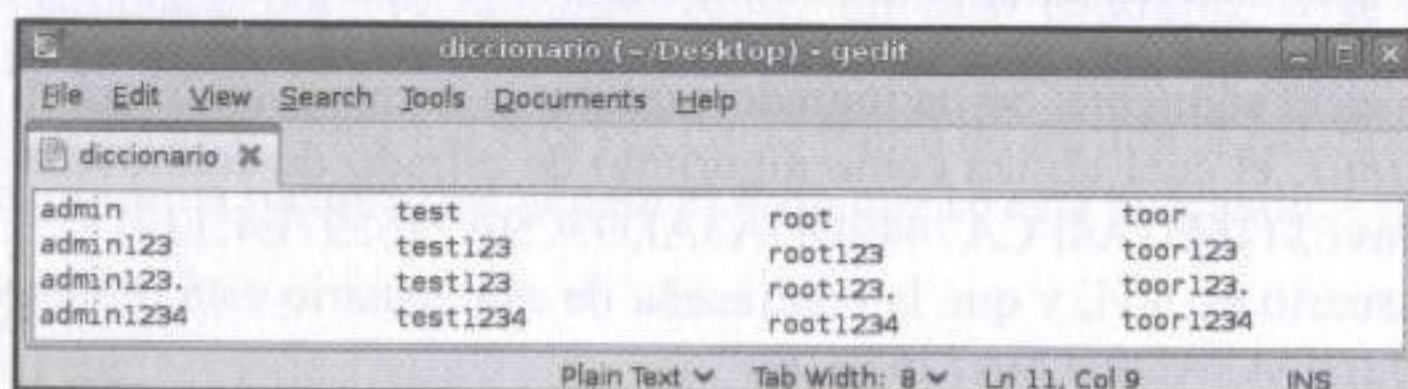 diccionario (~/Desktop) - gedit
File Edit View Search Tools Documents Help
diccionario
admin test root toor
admin123 test123 root123 toor123
admin123. test123 root123. toor123.
admin1234 test1234 root1234 toor1234
Plain Text Tab Width: 8 Ln 11, Col 9 INS